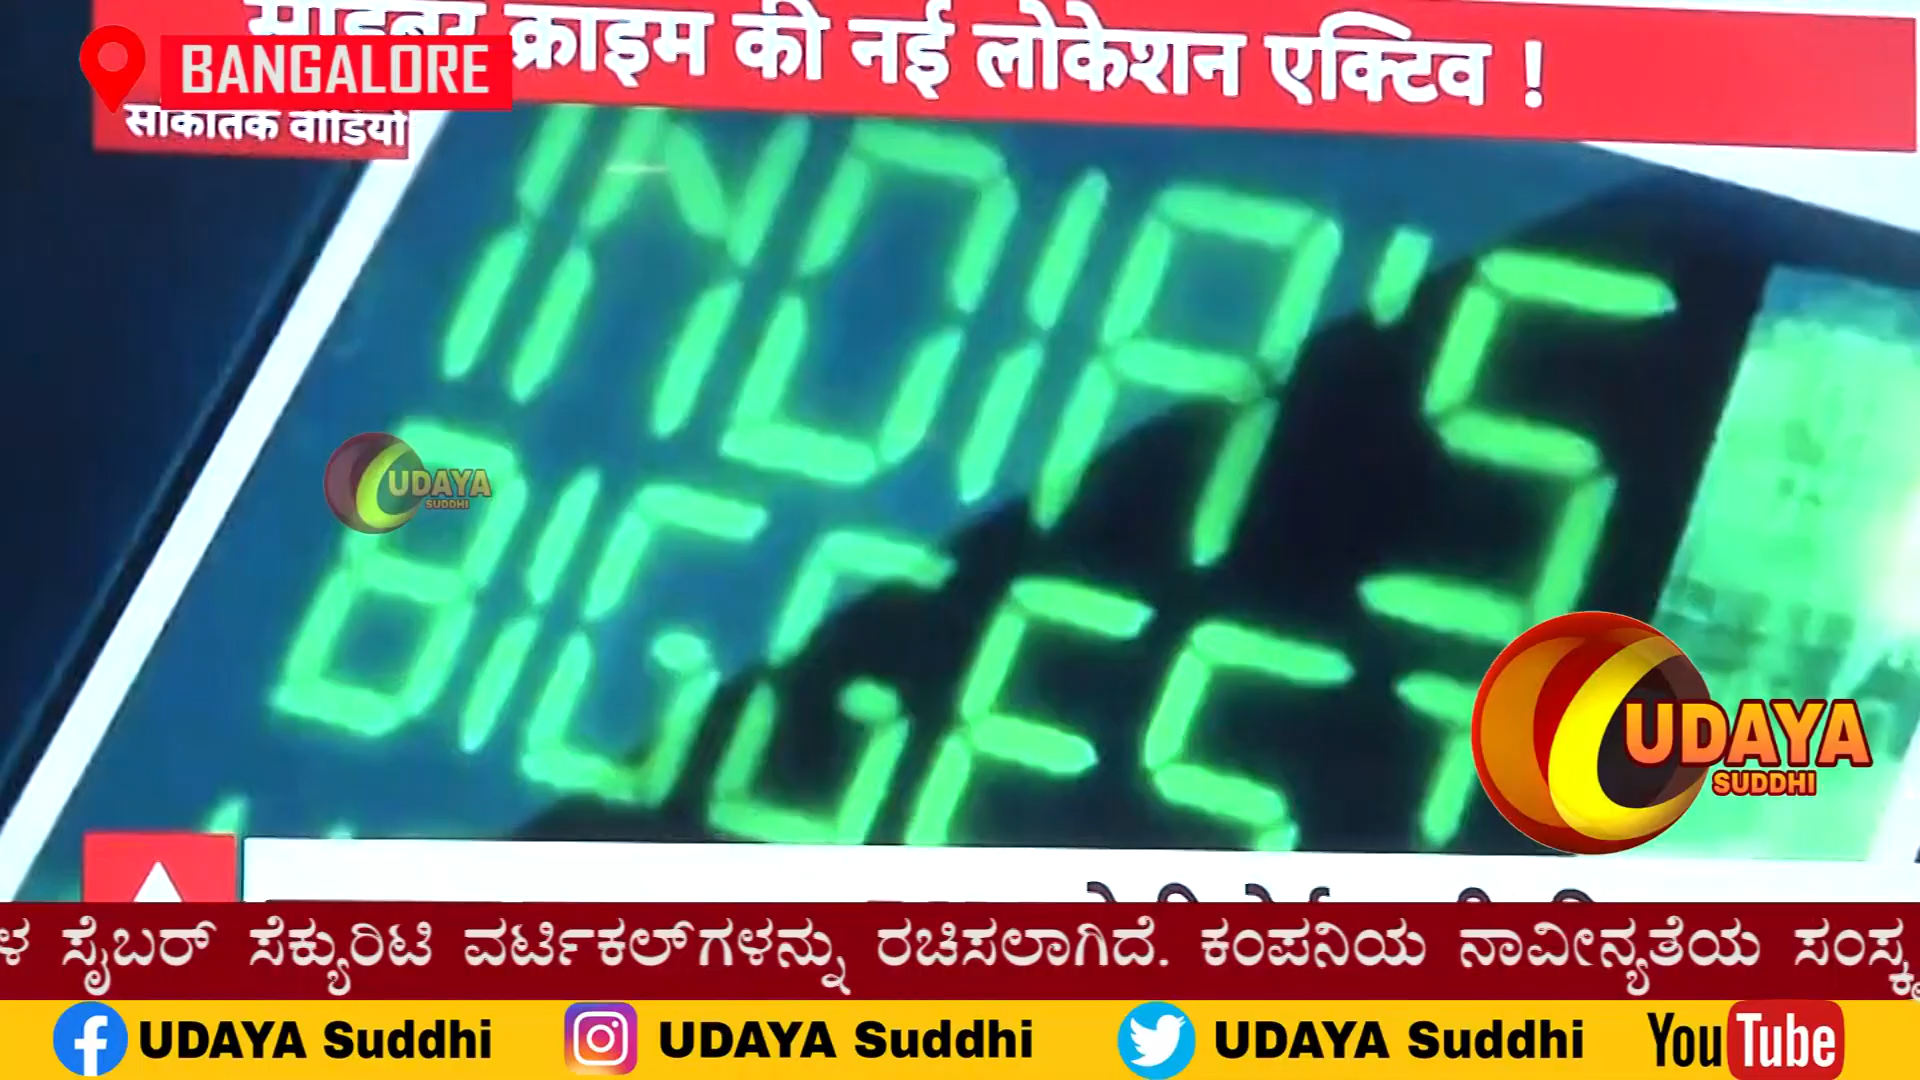 साइबर क्राइम की नई लोकेशन एक्टिव !
BANGALORE
सांकेतिक वीडियो
INDIA'S
BIGGEST
UDAYA
SUDDHI
UDAYA
SUDDHI
ಳ ಸೈಬರ್ ಸೆಕ್ಯುರಿಟಿ ವರ್ಟಿಕಲ್‌ಗಳನ್ನು ರಚಿಸಲಾಗಿದೆ. ಕಂಪನಿಯ ನಾವೀನ್ಯತೆಯ ಸಂಸ್ಕೃ
UDAYA Suddhi UDAYA Suddhi UDAYA Suddhi YouTube